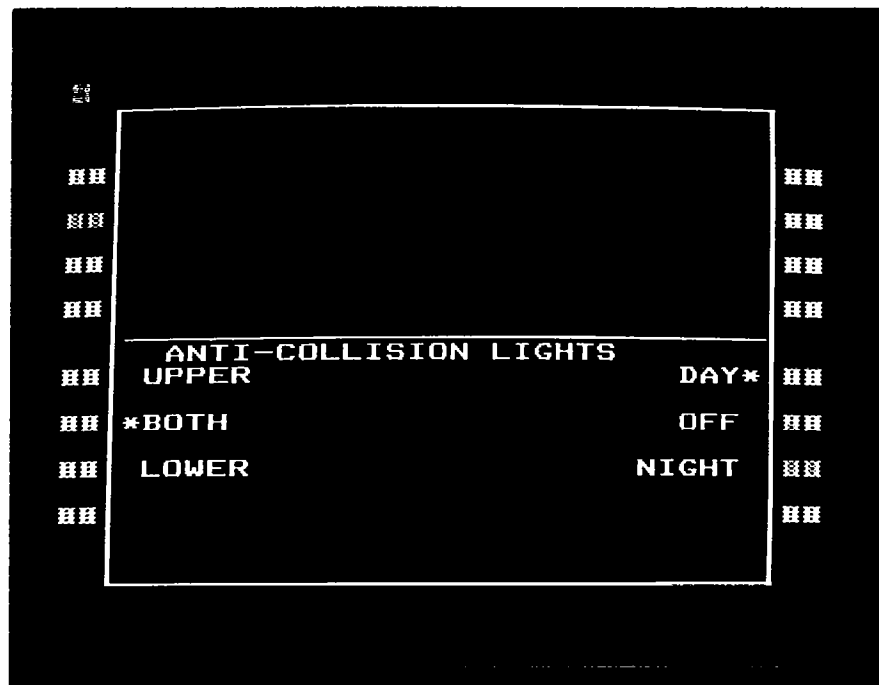 ANTI-COLLISION LIGHTS
UPPER DAY*
*BOTH OFF
LOWER NIGHT